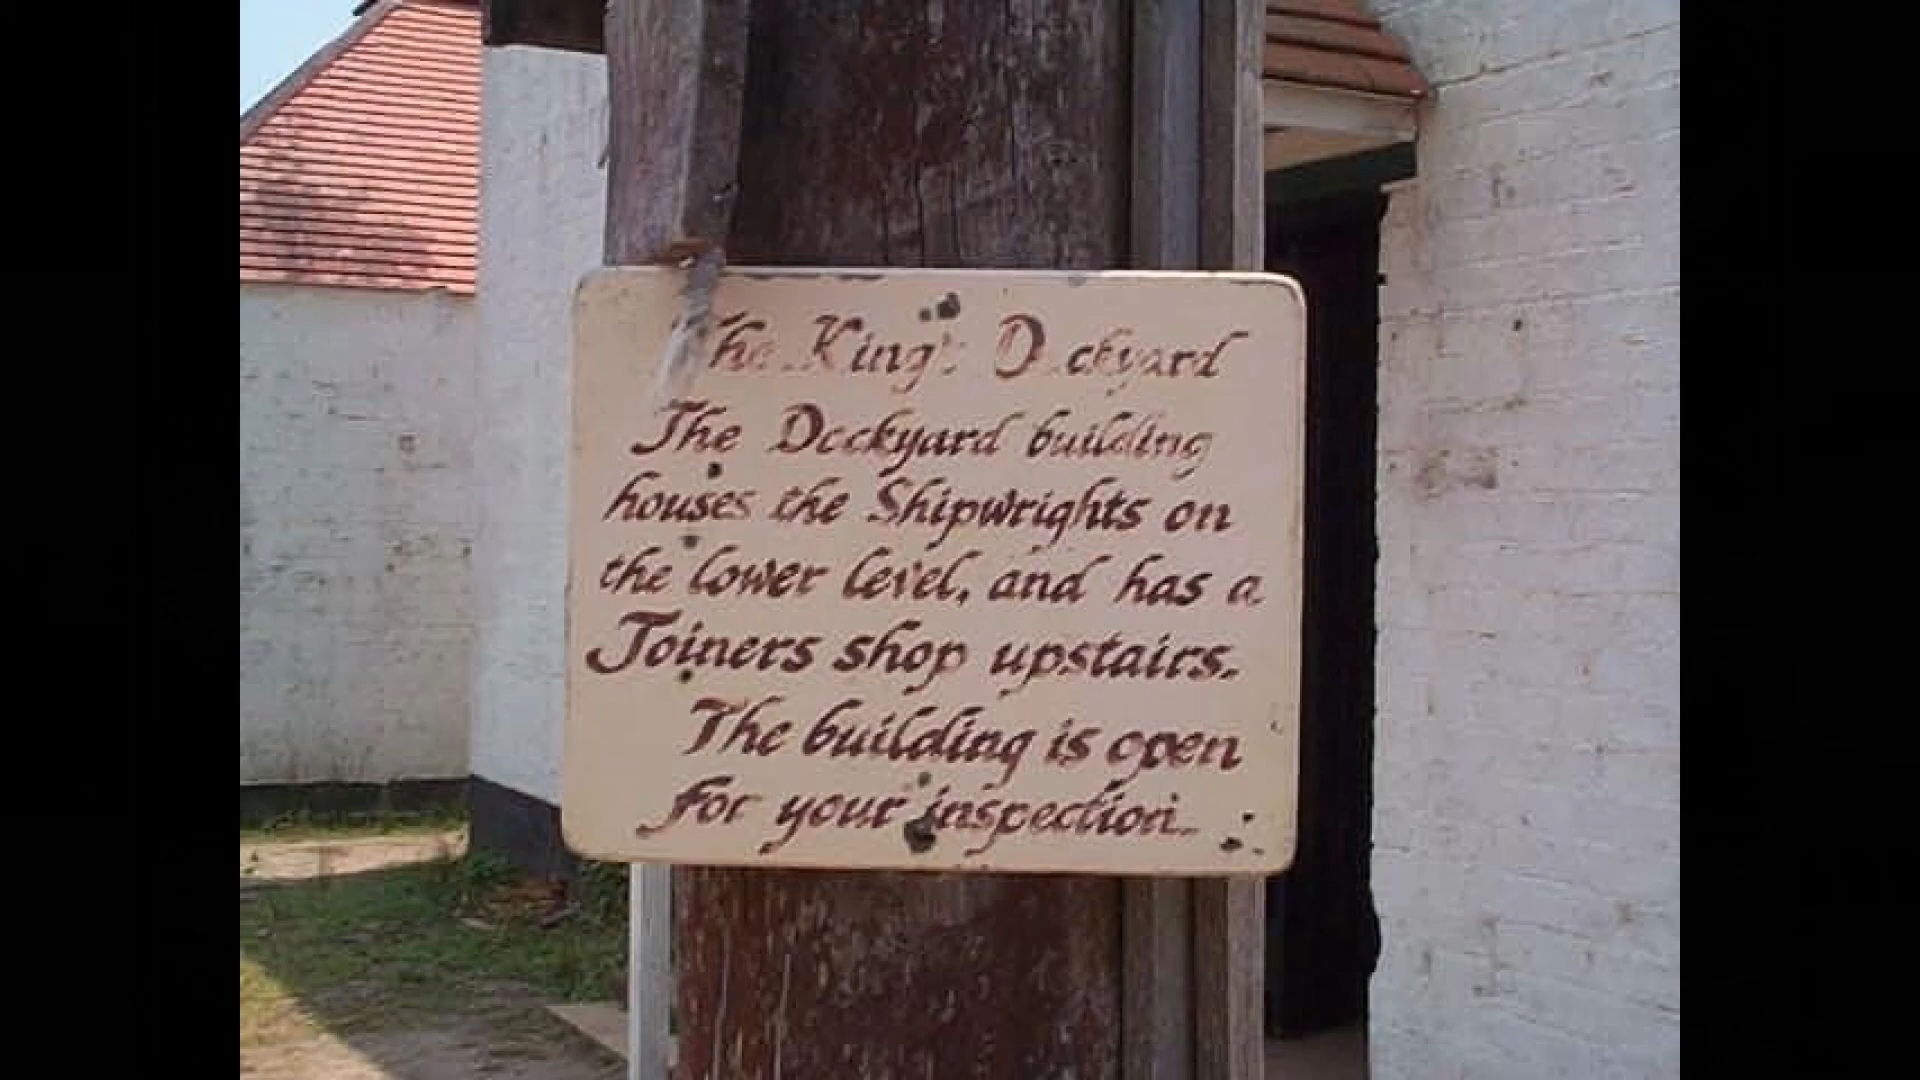 The King's Dockyard
The Dockyard building
houses the Shipwrights on
the lower level, and has a
Joiners shop upstairs.
The building is open
for your inspection.